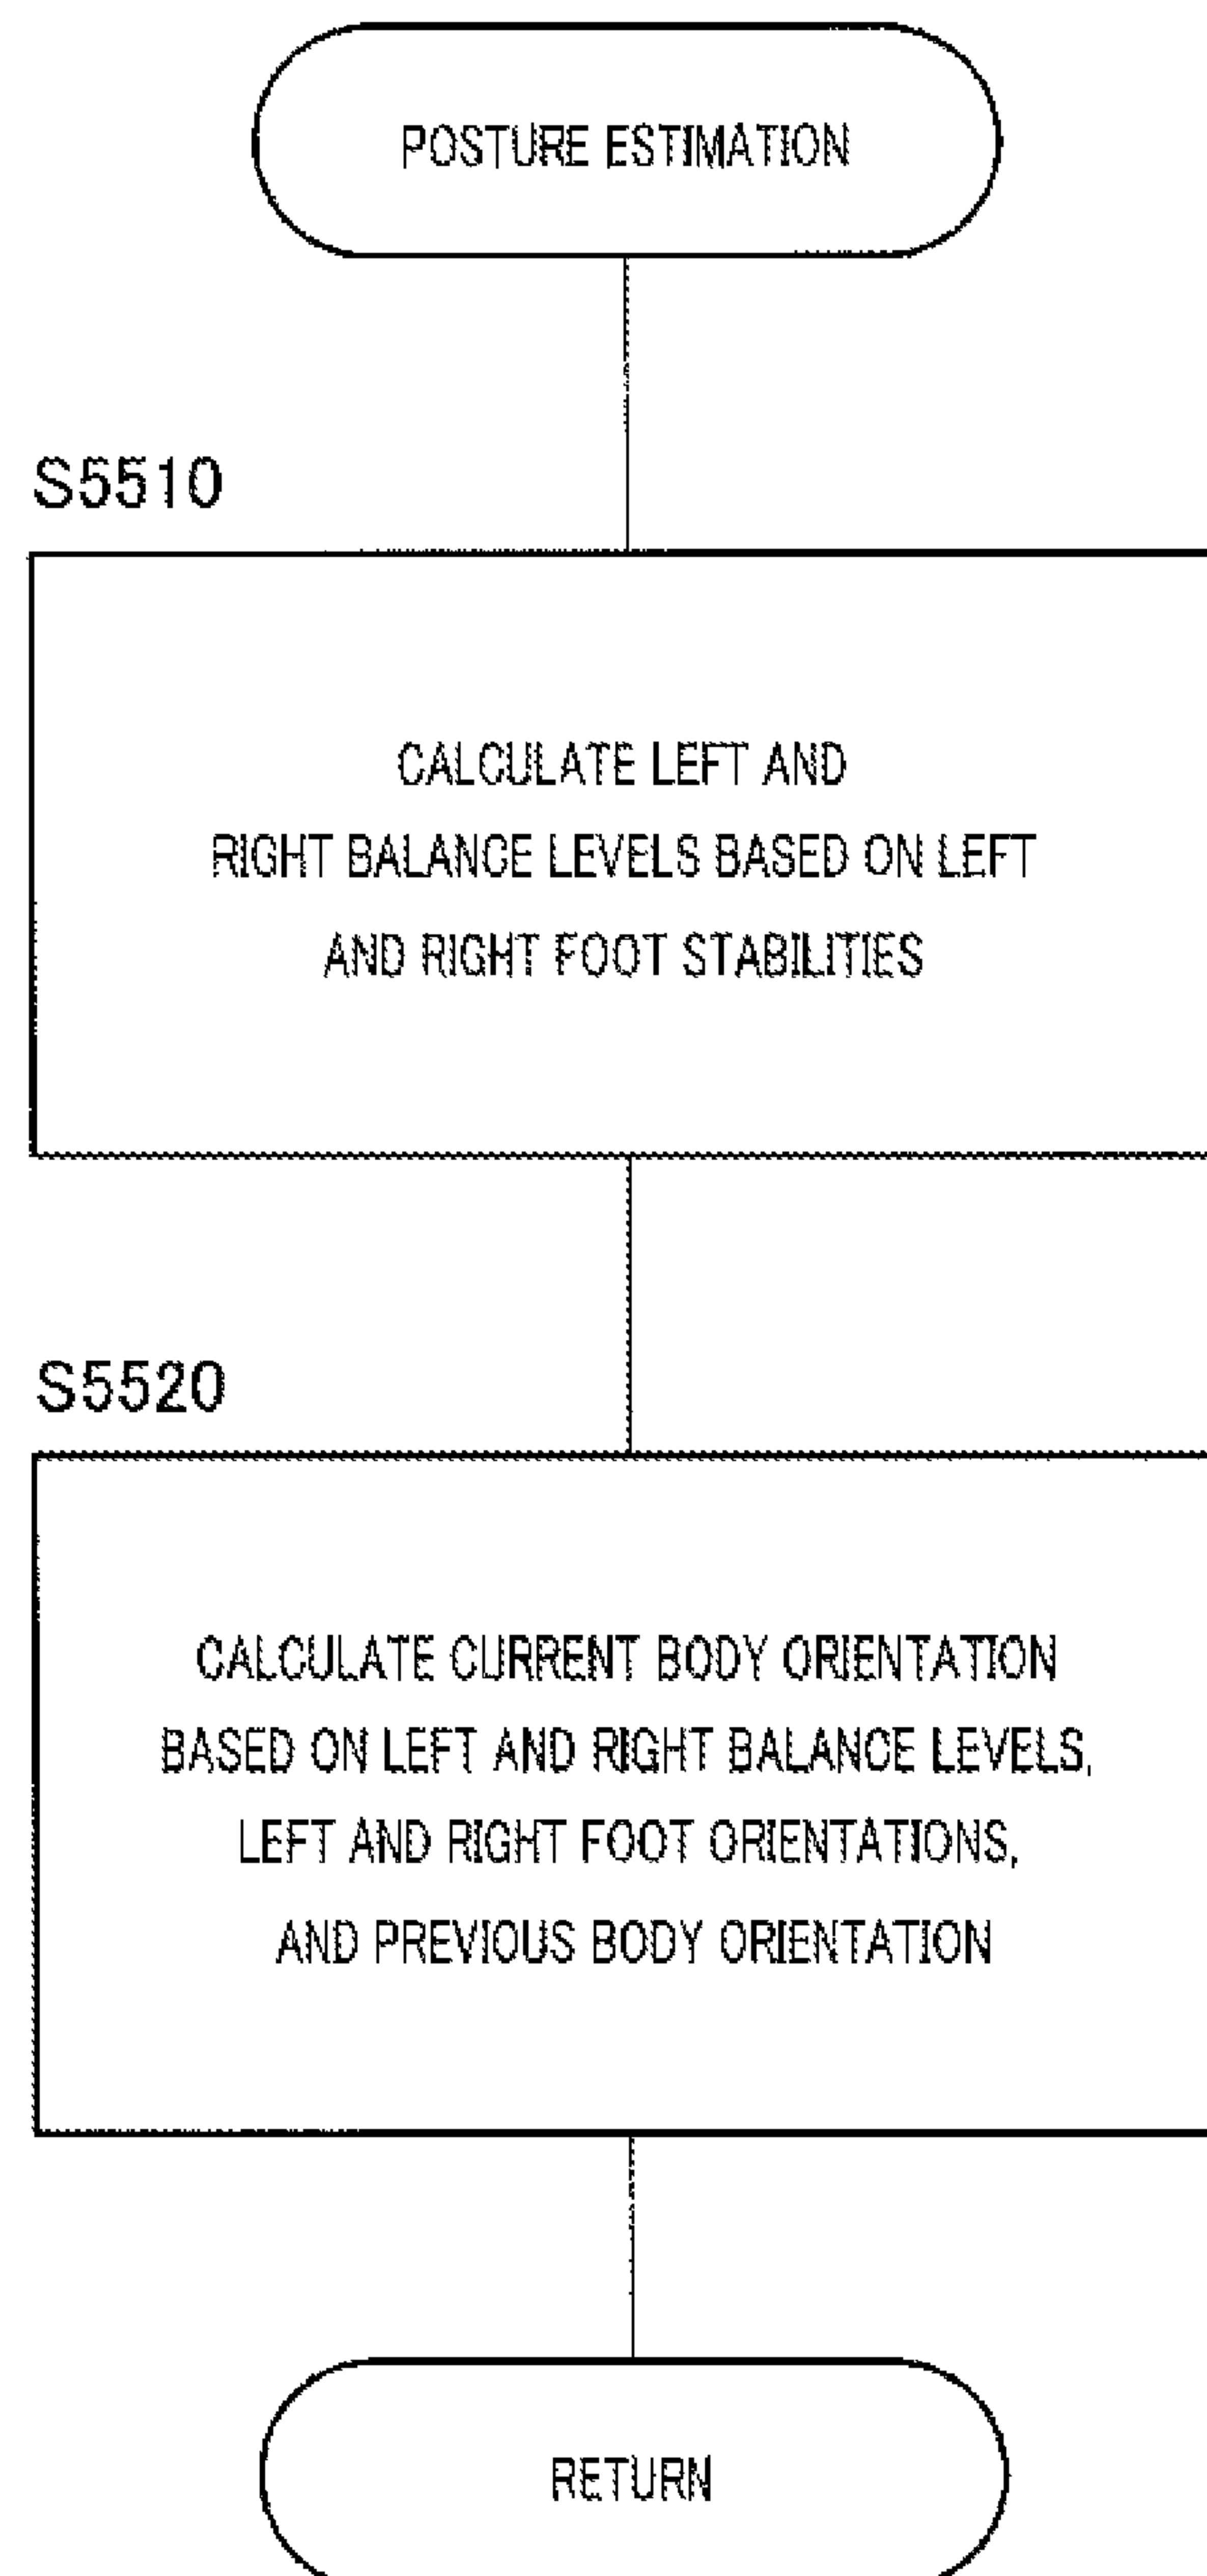 POSTURE ESTIMATION
S5510
CALCULATE LEFT AND
RIGHT BALANCE LEVELS BASED ON LEFT
AND RIGHT FOOT STABILITIES
S5520
CALCULATE CURRENT BODY ORIENTATION
BASED ON LEFT AND RIGHT BALANCE LEVELS,
LEFT AND RIGHT FOOT ORIENTATIONS,
AND PREVIOUS BODY ORIENTATION
RETURN